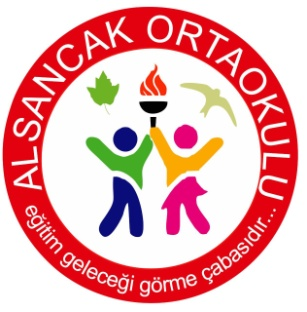 ALSANCAK ORTAOKULU
eğitim geleceği görme çabasıdır...